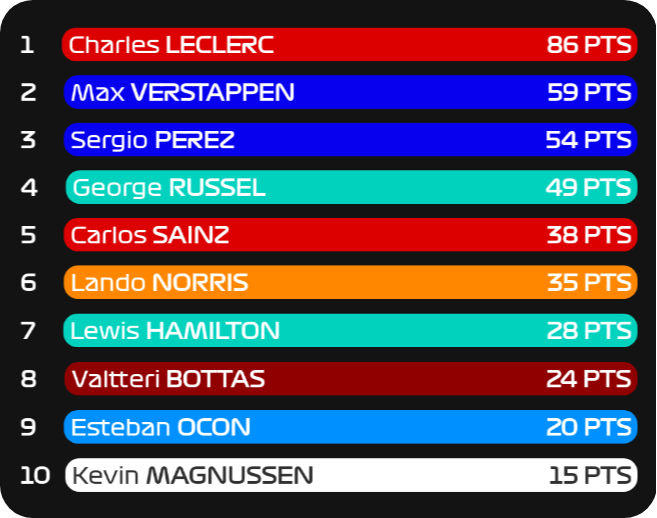 1 Charles LECLERC 86 PTS
2 Max VERSTAPPEN 59 PTS
3 Sergio PEREZ 54 PTS
4 George RUSSEL 49 PTS
5 Carlos SAINZ 38 PTS
6 Lando NORRIS 35 PTS
7 Lewis HAMILTON 28 PTS
8 Valtteri BOTTAS 24 PTS
9 Esteban OCON 20 PTS
10 Kevin MAGNUSSEN 15 PTS